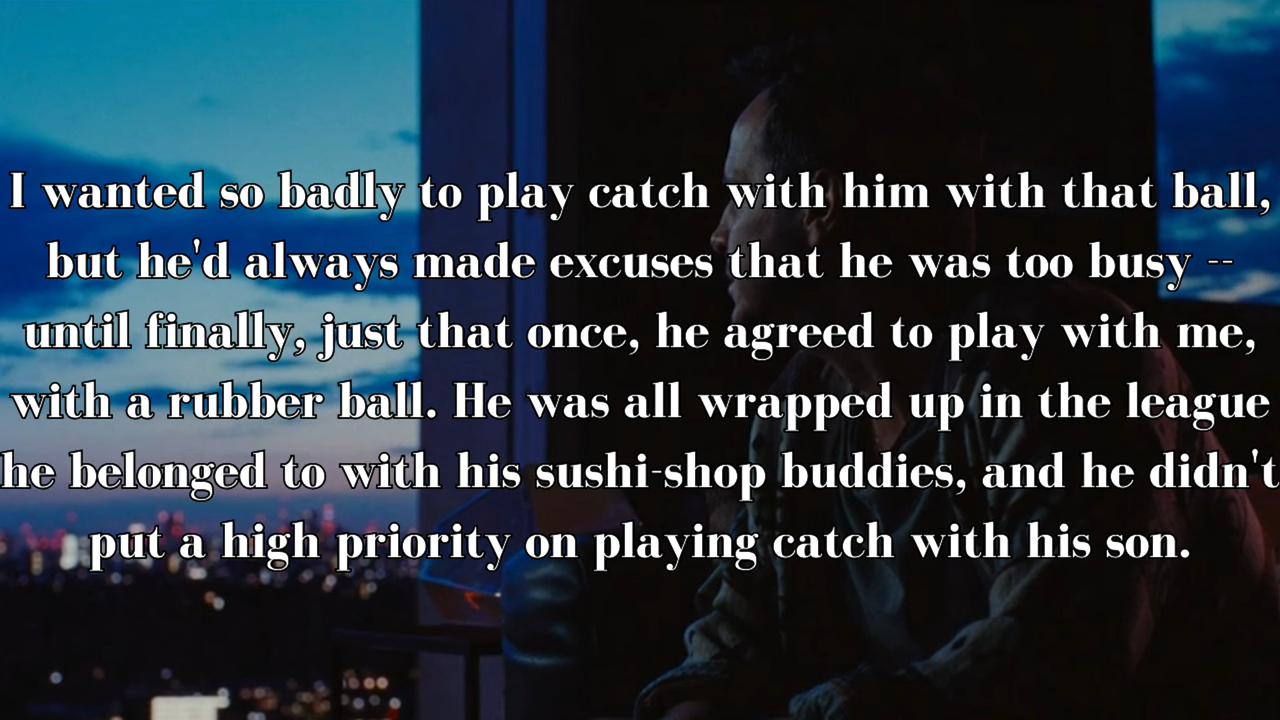 I wanted so badly to play catch with him with that ball,
but he'd always made excuses that he was too busy --
until finally, just that once, he agreed to play with me,
with a rubber ball. He was all wrapped up in the league
he belonged to with his sushi-shop buddies, and he didn't
put a high priority on playing catch with his son.